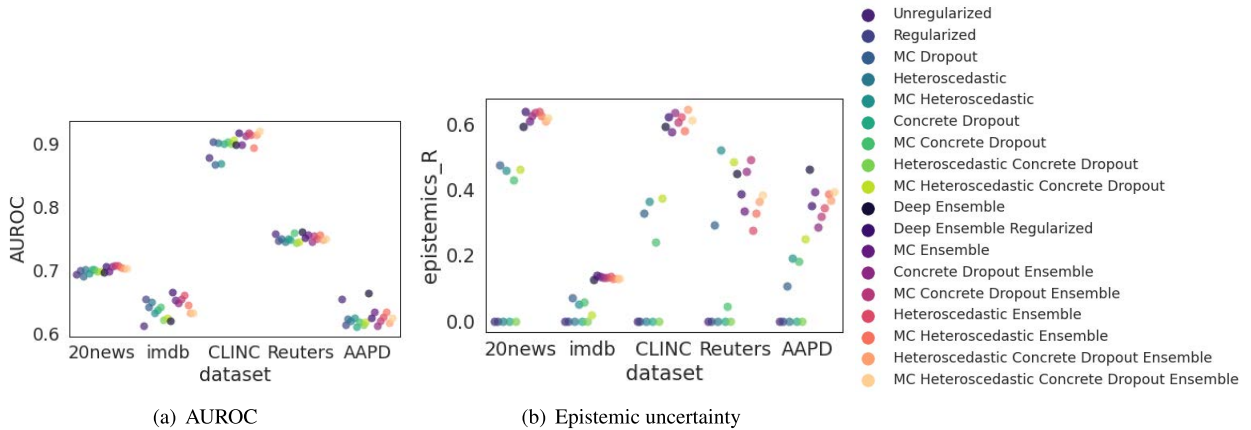 AUROC
0.9
0.8
0.7
0.6
20news imdb CLINC Reuters AAPD
dataset
(a) AUROC
epistemics_R
0.6
0.4
0.2
0.0
20news imdb CLINC Reuters AAPD
dataset
(b) Epistemic uncertainty
Unregularized
Regularized
MC Dropout
Heteroscedastic
MC Heteroscedastic
Concrete Dropout
MC Concrete Dropout
Heteroscedastic Concrete Dropout
MC Heteroscedastic Concrete Dropout
Deep Ensemble
Deep Ensemble Regularized
MC Ensemble
Concrete Dropout Ensemble
MC Concrete Dropout Ensemble
Heteroscedastic Ensemble
MC Heteroscedastic Ensemble
Heteroscedastic Concrete Dropout Ensemble
MC Heteroscedastic Concrete Dropout Ensemble